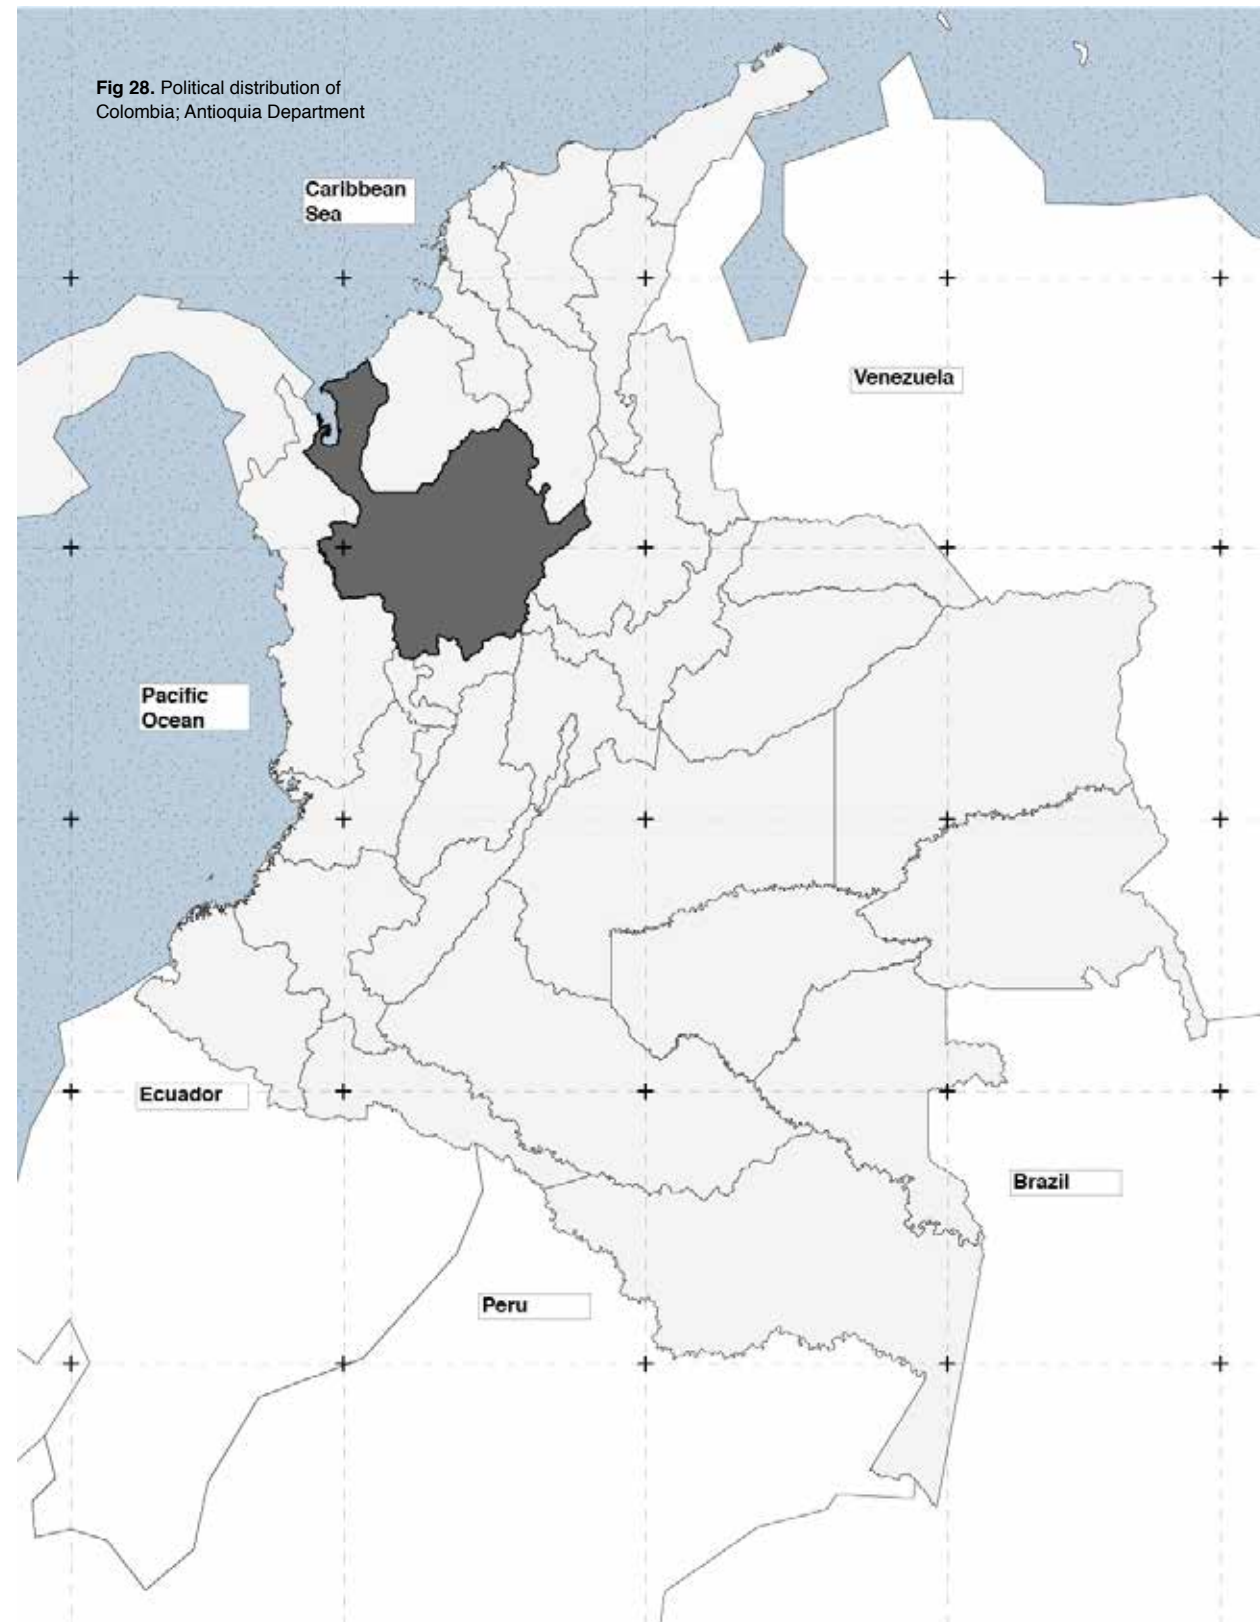 Fig 28. Political distribution of
Colombia; Antioquia Department
Caribbean
Sea
Venezuela
Pacific
Ocean
Ecuador
Brazil
Peru